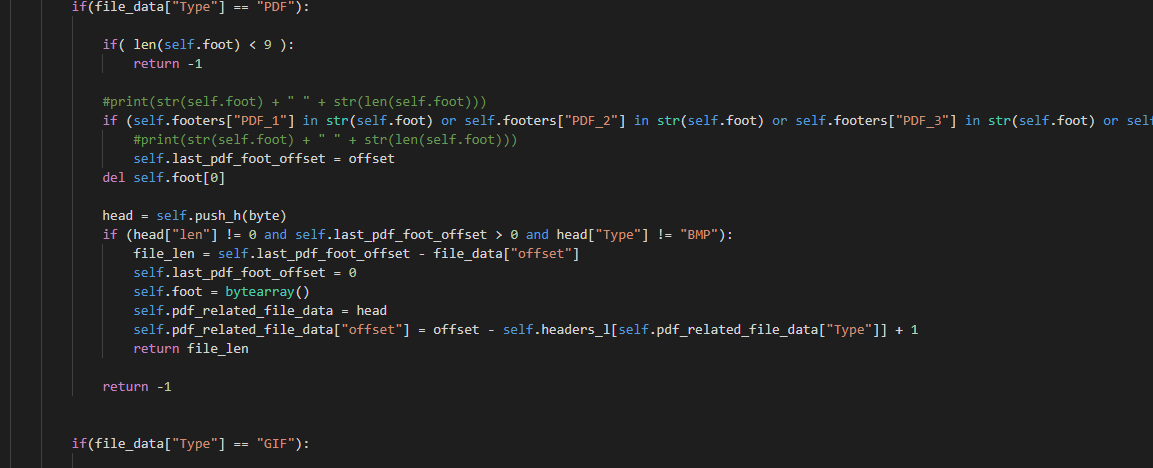 if(file_data["Type"] == "PDF"):
if( len(self.foot) < 9 ):
return -1
#print(str(self.foot) + " " + str(len(self.foot)))
if (self.footers["PDF_1"] in str(self.foot) or self.footers["PDF_2"] in str(self.foot) or self.footers["PDF_3"] in str(self.foot) or self
#print(str(self.foot) + " " + str(len(self.foot)))
self.last_pdf_foot_offset = offset
del self.foot[0]
head = self.push_h(byte)
if (head["len"] != 0 and self.last_pdf_foot_offset > 0 and head["Type"] != "BMP"):
file_len = self.last_pdf_foot_offset - file_data["offset"]
self.last_pdf_foot_offset = 0
self.foot = bytearray()
self.pdf_related_file_data = head
self.pdf_related_file_data["offset"] = offset - self.headers_l[self.pdf_related_file_data["Type"]] + 1
return file_len
return -1
if(file_data["Type"] == "GIF"):